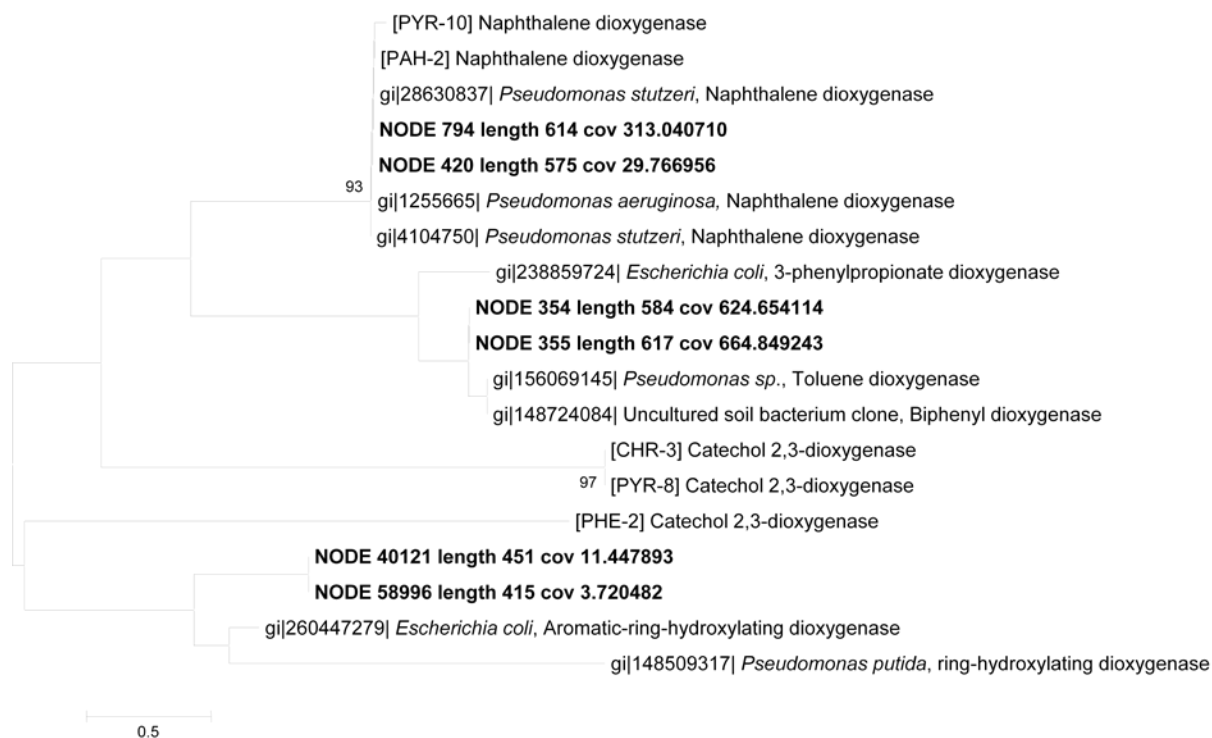 [PYR-10] Naphthalene dioxygenase
[PAH-2] Naphthalene dioxygenase
gi|28630837| Pseudomonas stutzeri, Naphthalene dioxygenase
NODE 794 length 614 cov 313.040710
NODE 420 length 575 cov 29.766956
93
gi|1255665| Pseudomonas aeruginosa, Naphthalene dioxygenase
gi|4104750| Pseudomonas stutzeri, Naphthalene dioxygenase
gi|238859724| Escherichia coli, 3-phenylpropionate dioxygenase
NODE 354 length 584 cov 624.654114
NODE 355 length 617 cov 664.849243
gi|156069145| Pseudomonas sp., Toluene dioxygenase
gi|148724084| Uncultured soil bacterium clone, Biphenyl dioxygenase
[CHR-3] Catechol 2,3-dioxygenase
97 [PYR-8] Catechol 2,3-dioxygenase
[PHE-2] Catechol 2,3-dioxygenase
NODE 40121 length 451 cov 11.447893
NODE 58996 length 415 cov 3.720482
gi|260447279| Escherichia coli, Aromatic-ring-hydroxylating dioxygenase
gi|148509317| Pseudomonas putida, ring-hydroxylating dioxygenase
0.5